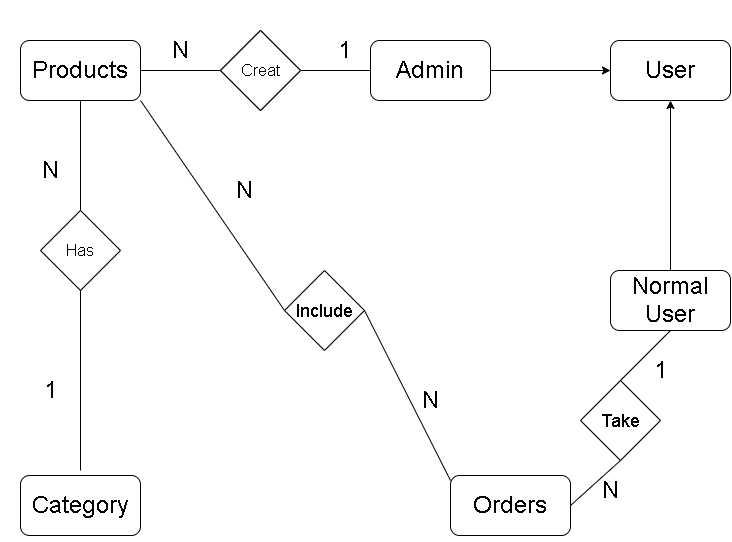 Products
N
Creat
1
Admin
User
N
N
Has
Normal
User
Include
1
1
N
Take
N
Category
Orders